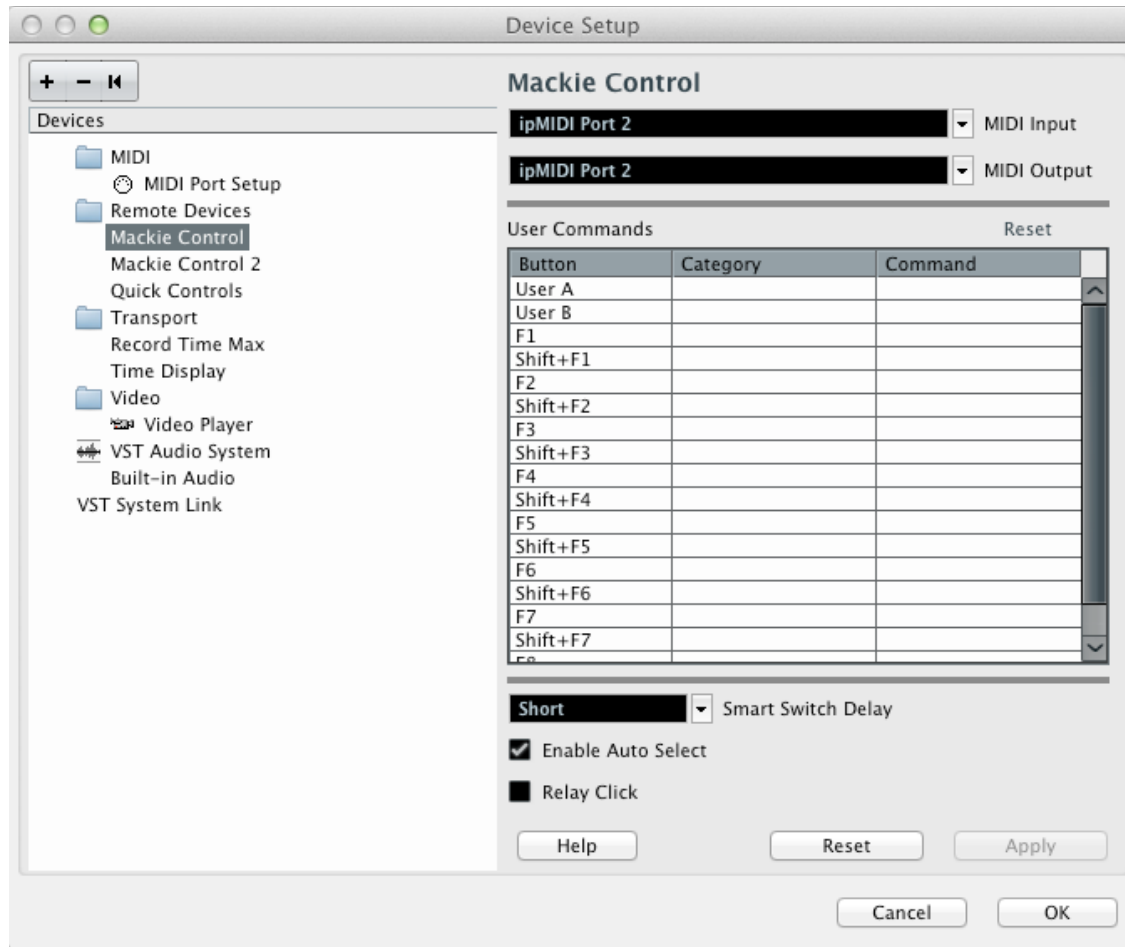 Device Setup
+ -
Devices
MIDI
MIDI Port Setup
Remote Devices
Mackie Control
Mackie Control 2
Quick Controls
Transport
Record Time Max
Time Display
Video
Video Player
VST Audio System
Built-in Audio
VST System Link
Mackie Control
ipMIDI Port 2 MIDI Input
ipMIDI Port 2 MIDI Output
User Commands Reset
Button Category Command
User A
User B
F1
Shift+F1
F2
Shift+F2
F3
Shift+F3
F4
Shift+F4
F5
Shift+F5
F6
Shift+F6
F7
Shift+F7
Short Smart Switch Delay
Enable Auto Select
Relay Click
Help Reset Apply
Cancel OK